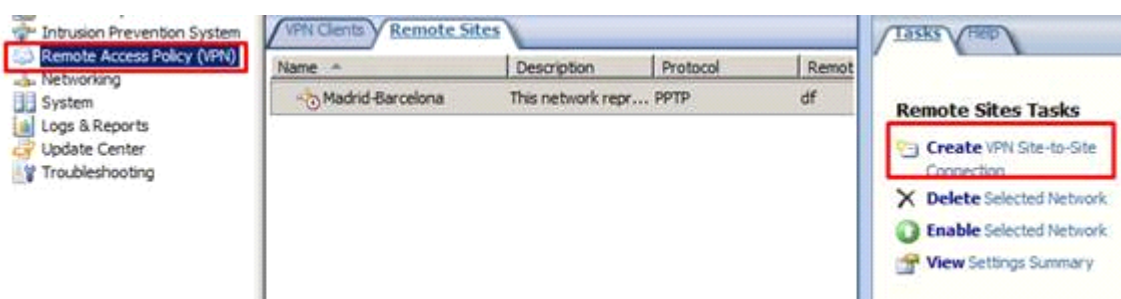 Intrusion Prevention System
Remote Access Policy (VPN)
Networking
System
Logs & Reports
Update Center
Troubleshooting
VPN Clients Remote Sites
Name Description Protocol Remot
Madrid-Barcelona This network repr... PPTP df
Tasks Help
Remote Sites Tasks
Create VPN Site-to-Site
Connection
Delete Selected Network
Enable Selected Network
View Settings Summary